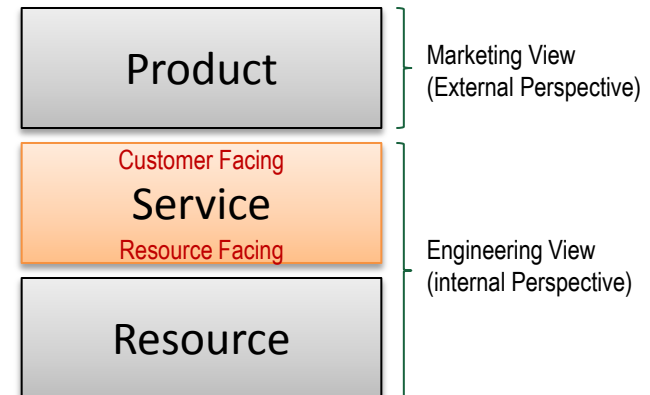 Product
Marketing View
(External Perspective)
Customer Facing
Service
Resource Facing
Engineering View
(internal Perspective)
Resource